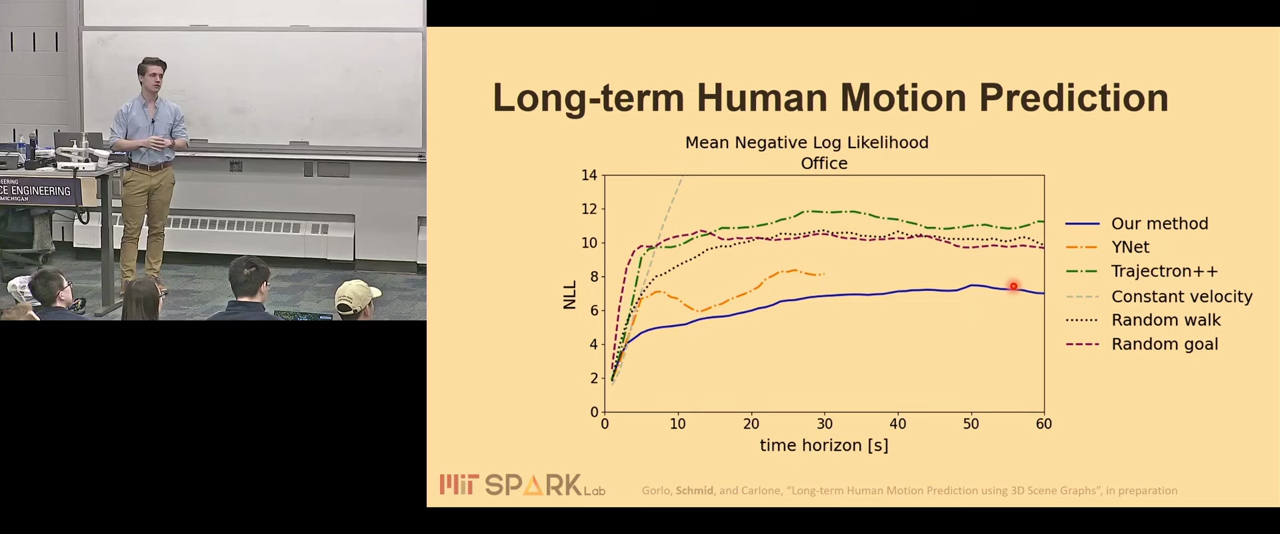 EERING
CE ENGINEERING
MICHIGAN
Long-term Human Motion Prediction
Mean Negative Log Likelihood
Office
14
12
10
8
6
4
2
0
NLL
0 10 20 30 40 50 60
time horizon [s]
Our method
YNet
Trajectron++
Constant velocity
Random walk
Random goal
MIT SPARK Lab
Gorlo, Schmid, and Carlone, “Long-term Human Motion Prediction using 3D Scene Graphs”, in preparation